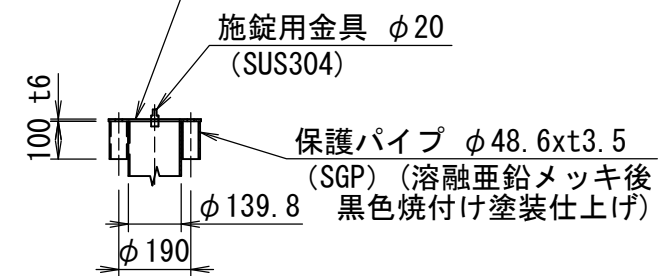 施錠用金具 φ20
(SUS304)
100 t6
保護パイプ φ48.6xt3.5
(SGP)(溶融亜鉛メッキ後
黒色焼付け塗装仕上げ)
φ139.8
φ190